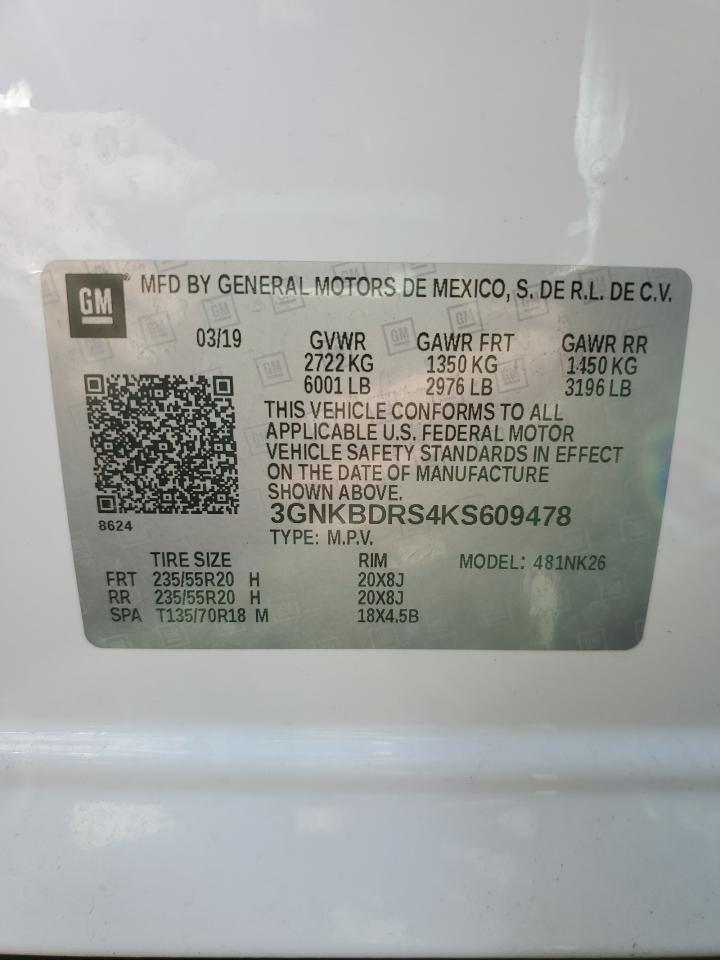 GM
MFD BY GENERAL MOTORS DE MEXICO, S. DE R.L. DE C.V.
03/19 GVWR GAWR FRT GAWR RR
2722 KG 1350 KG 1450 KG
6001 LB 2976 LB 3196 LB
THIS VEHICLE CONFORMS TO ALL
APPLICABLE U.S. FEDERAL MOTOR
VEHICLE SAFETY STANDARDS IN EFFECT
ON THE DATE OF MANUFACTURE
SHOWN ABOVE.
8624
3GNKBDRS4KS609478
TYPE: M.P.V.
TIRE SIZE RIM MODEL: 481NK26
FRT 235/55R20 H 20X8J
RR 235/55R20 H 20X8J
SPA T135/70R18 M 18X4.5B